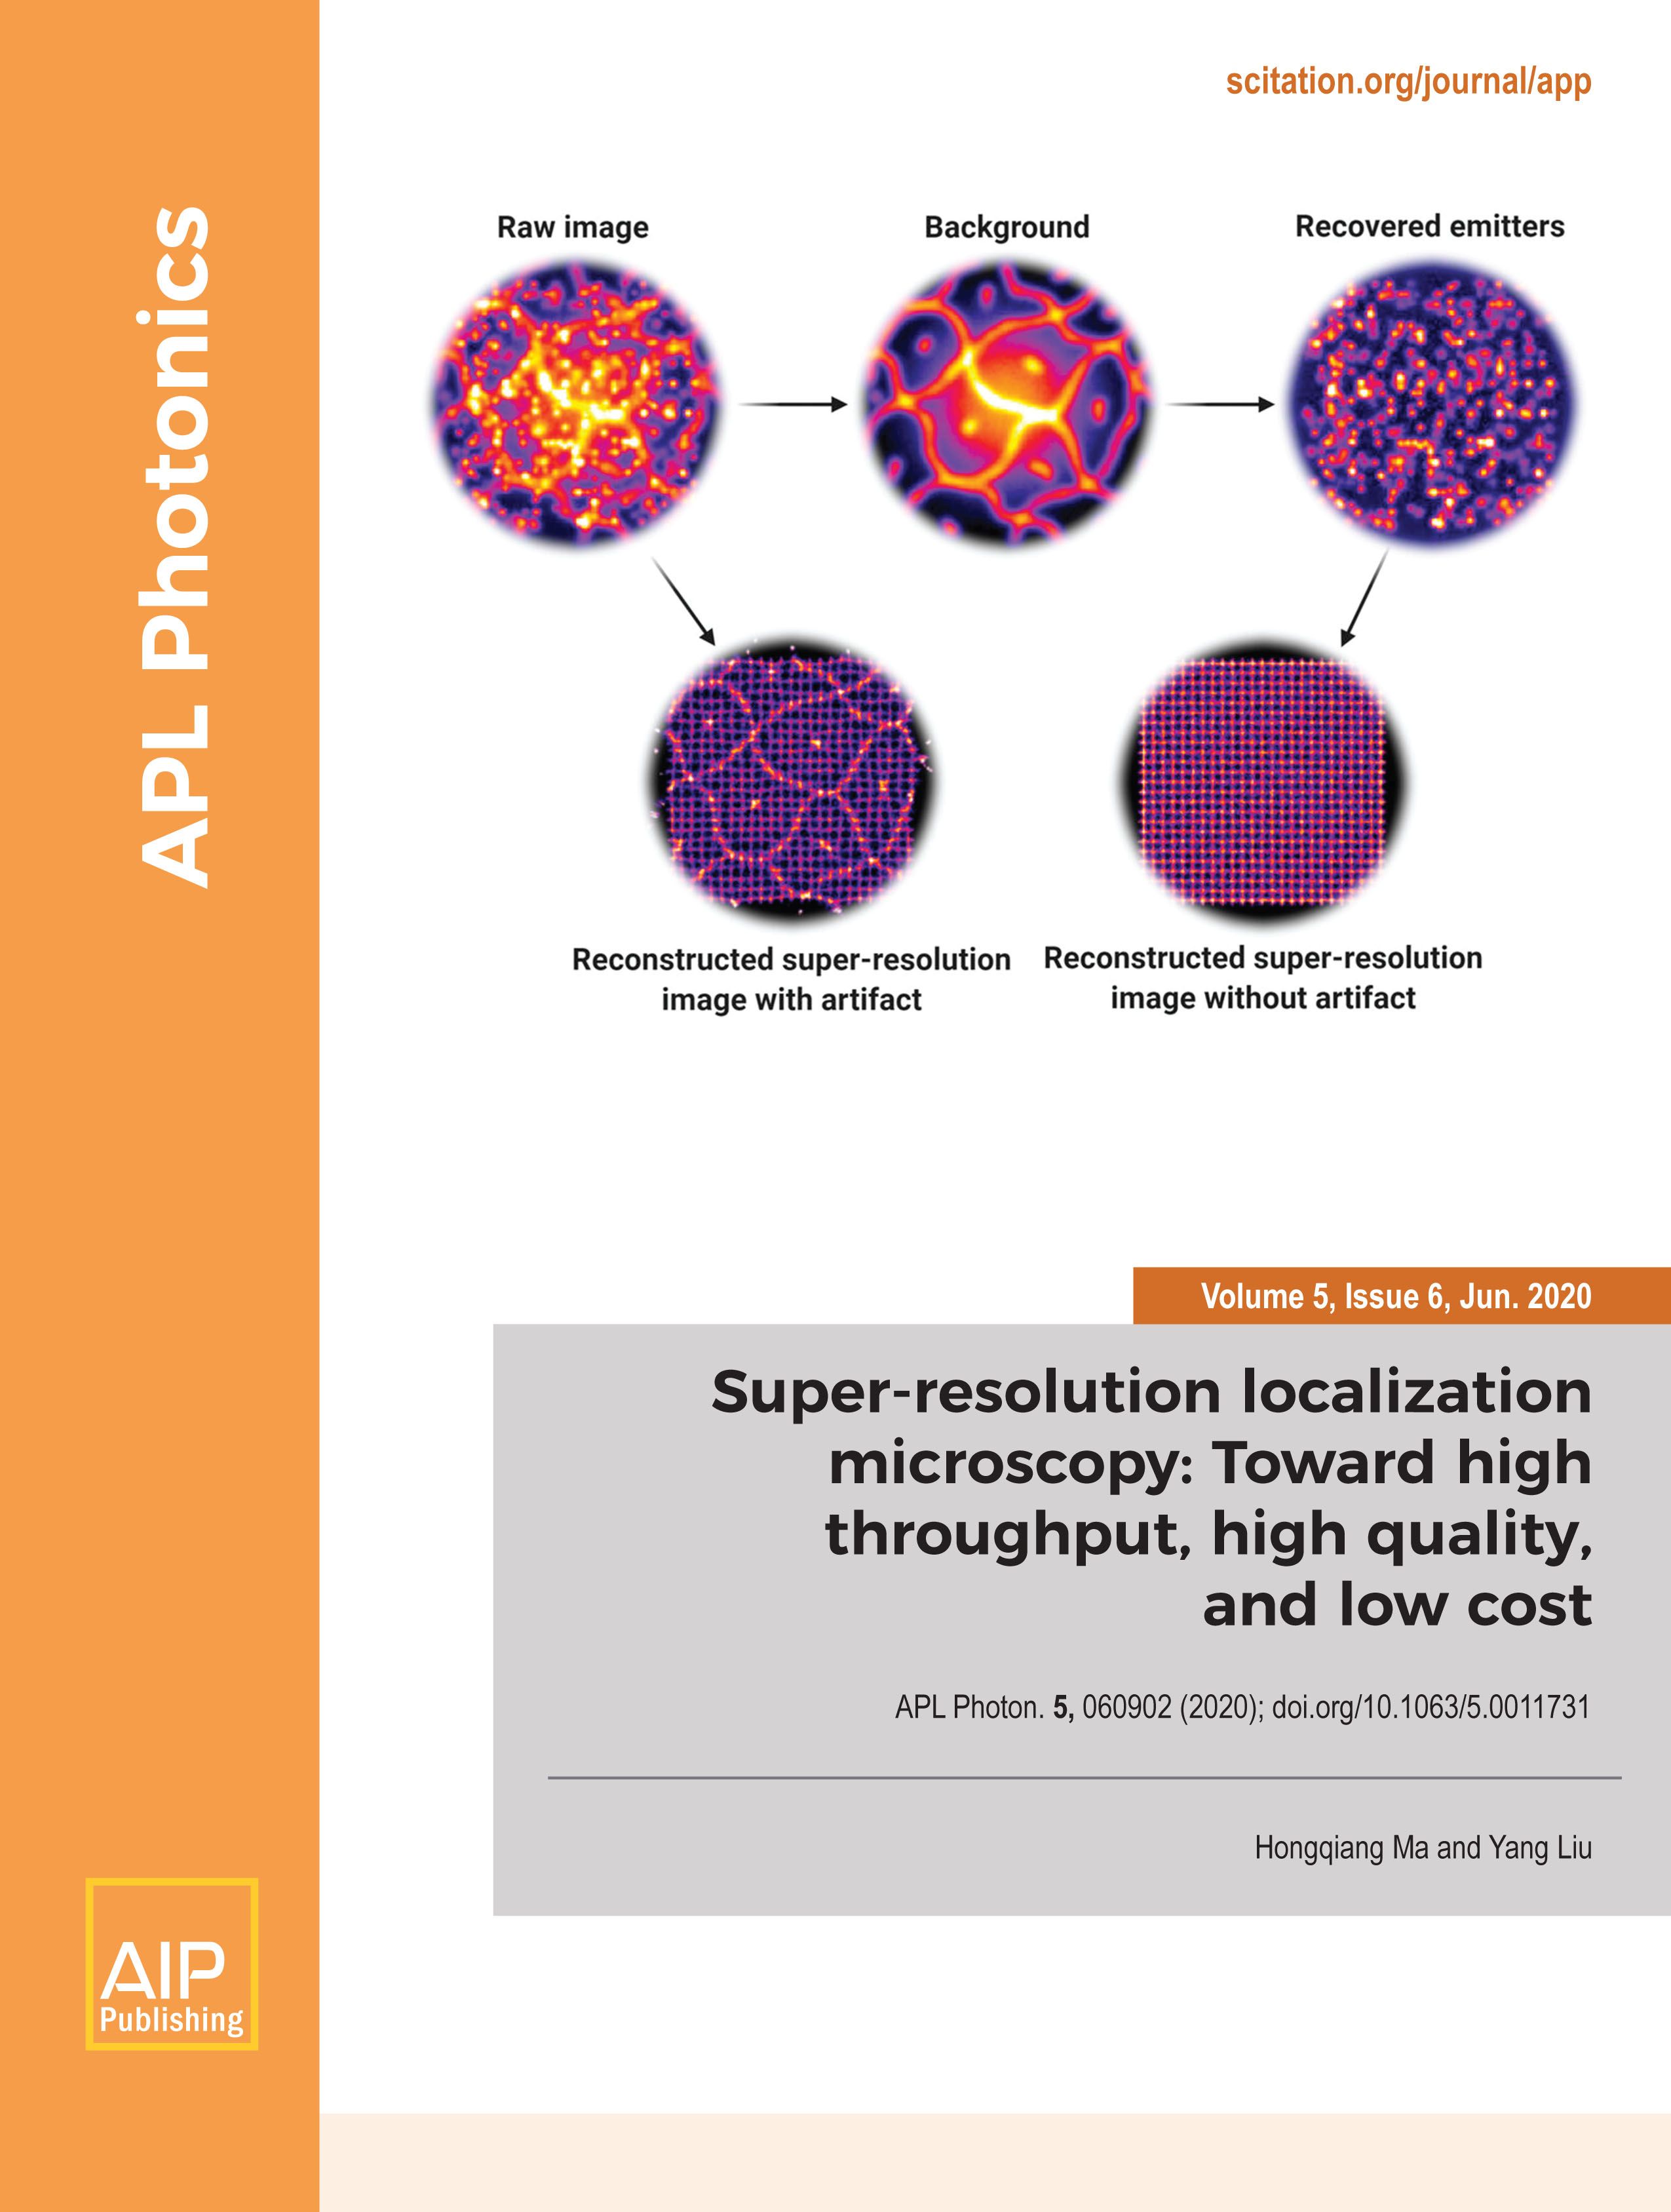 scitation.org/journal/app
APL Photonics
Raw image
Background
Recovered emitters
Reconstructed super-resolution
image with artifact
Reconstructed super-resolution
image without artifact
Volume 5, Issue 6, Jun. 2020
Super-resolution localization
microscopy: Toward high
throughput, high quality,
and low cost
APL Photon. 5, 060902 (2020); doi.org/10.1063/5.0011731
Hongqiang Ma and Yang Liu
AIP
Publishing